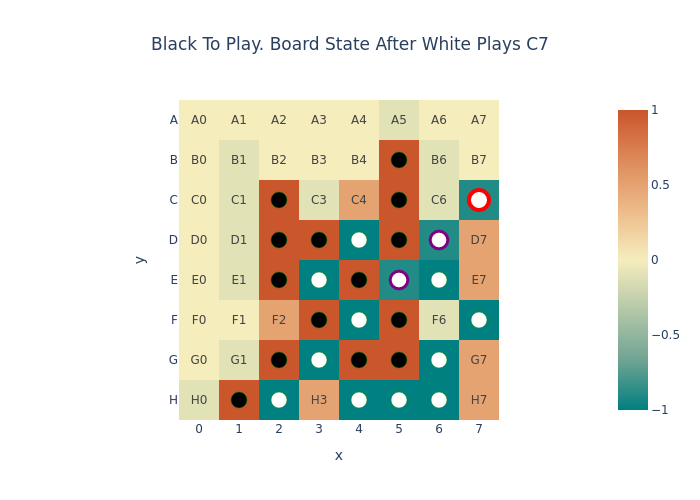 Black To Play. Board State After White Plays C7
A A0 A1 A2 A3 A4 A5 A6 A7 1
B B0 B1 B2 B3 B4 B6 B7
C C0 C1 C3 C4 C6 0.5
D D0 D1 D7
y 0
E E0 E1 E7
F F0 F1 F2 F6 −0.5
G G0 G1 G7
H H0 H3 H7 −1
0 1 2 3 4 5 6 7
x